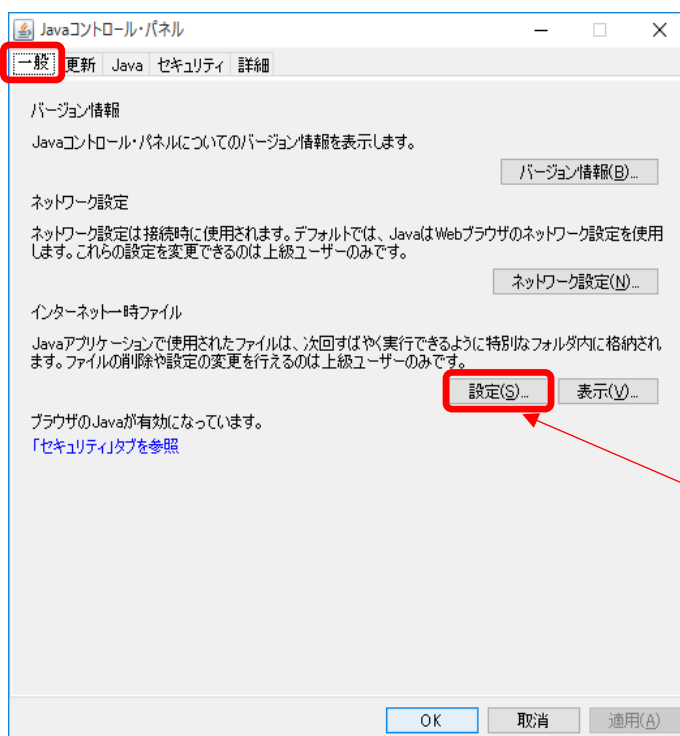 Javaコントロール・パネル
一般 更新 Java セキュリティ 詳細
バージョン情報
Javaコントロール・パネルについてのバージョン情報を表示します。
バージョン情報(B)...
ネットワーク設定
ネットワーク設定は接続時に使用されます。デフォルトでは、JavaはWebブラウザのネットワーク設定を使用
します。これらの設定を変更できるのは上級ユーザーのみです。
ネットワーク設定(N)...
インターネット一時ファイル
Javaアプリケーションで使用されたファイルは、次回すばやく実行できるように特別なフォルダ内に格納され
ます。ファイルの削除や設定の変更を行えるのは上級ユーザーのみです。
設定(S)... 表示(V)...
ブラウザのJavaが有効になっています。
「セキュリティ」タブを参照
OK 取消 適用(A)